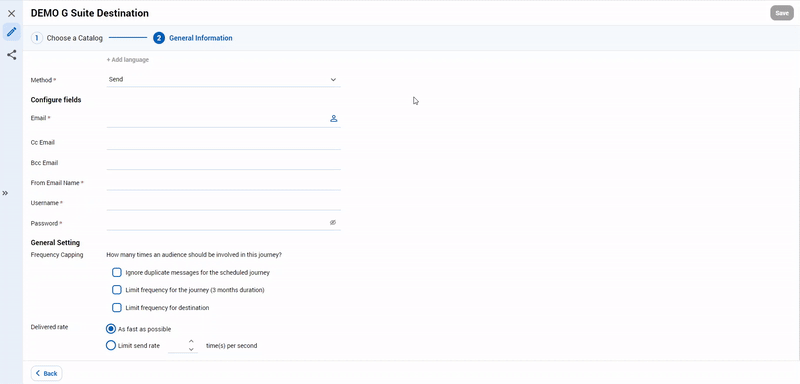 DEMO G Suite Destination
Save
1 Choose a Catalog 2 General Information
+ Add language
Method * Send
Configure fields
Email *
Cc Email
Bcc Email
From Email Name *
Username *
Password *
General Setting
Frequency Capping How many times an audience should be involved in this journey?
Ignore duplicate messages for the scheduled journey
Limit frequency for the journey (3 months duration)
Limit frequency for destination
Delivered rate As fast as possible
Limit send rate time(s) per second
Back